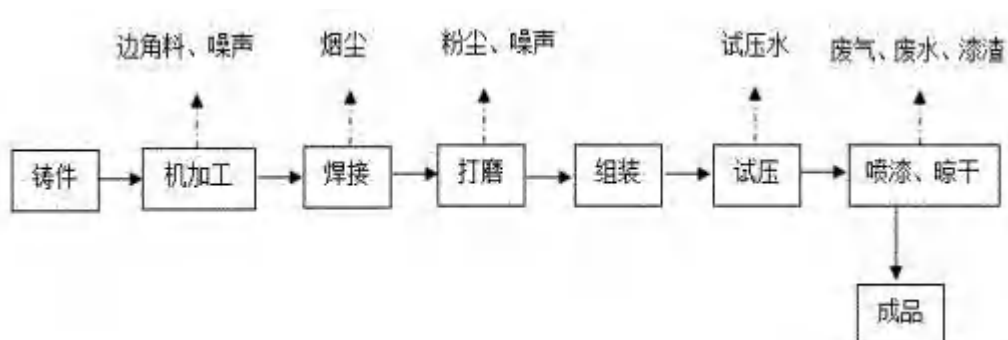 边角料、噪声
烟尘
粉尘、噪声
试压水
废气、废水、漆渣
铸件
机加工
焊接
打磨
组装
试压
喷漆、晾干
成品